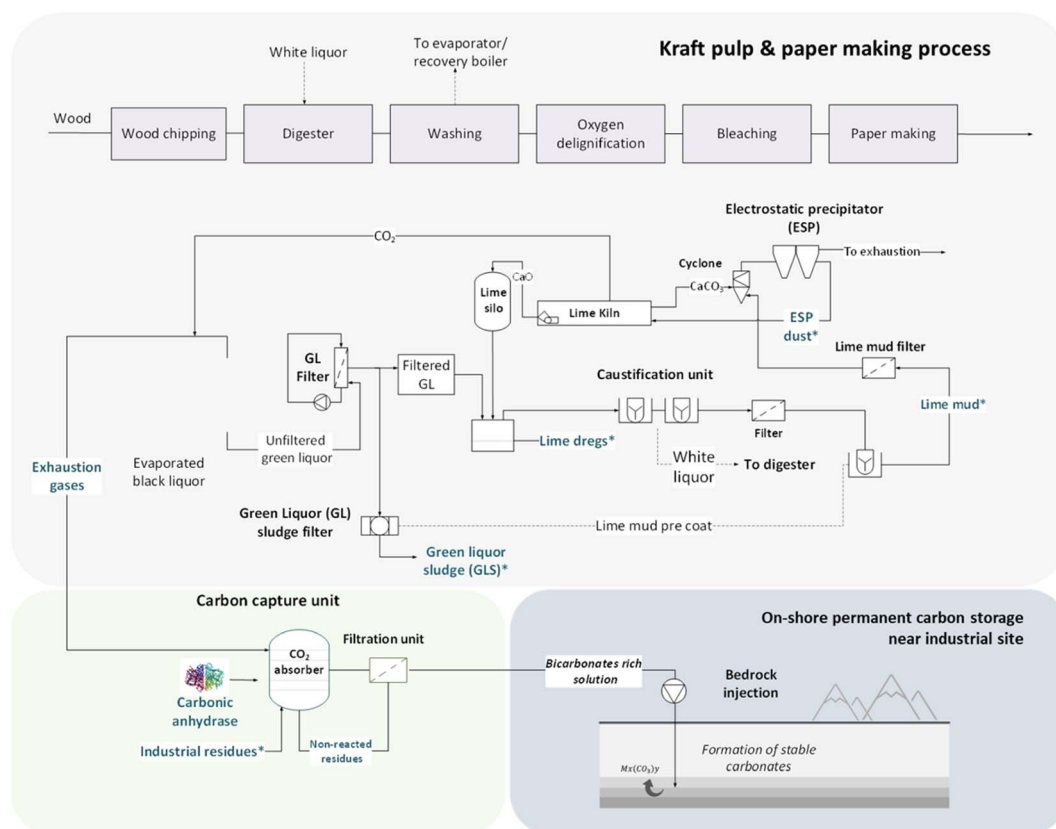 Kraft pulp & paper making process
White liquor
To evaporator/
recovery boiler
Wood
Wood chipping
Digester
Washing
Oxygen
delignification
Bleaching
Paper making
Electrostatic precipitator
(ESP)
CO₂
To exhaustion
Cyclone
CaO
CaCO₃
Lime
silo
Lime Kiln
ESP
dust*
Lime mud filter
GL
Filter
Filtered
GL
Caustification unit
Lime mud*
Filter
Unfiltered
green liquor
Lime dregs*
White
liquor
To digester
Exhaustion
gases
Evaporated
black liquor
Green Liquor (GL)
sludge filter
Lime mud pre coat
Green liquor
sludge (GLS)*
Carbon capture unit
On-shore permanent carbon storage
near industrial site
CO₂
absorber
Filtration unit
Bicarbonates rich
solution
Bedrock
injection
Carbonic
anhydrase
Industrial residues*
Non-reacted
residues
Formation of stable
carbonates
Mx(CO₃)y